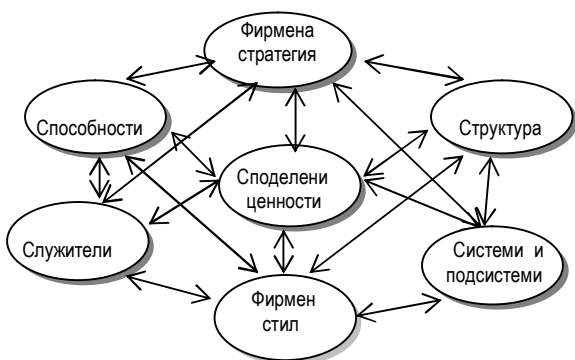 Фирмена
стратегия
Способности
Структура
Споделени
ценности
Служители
Системи и
подсистеми
Фирмен
стил